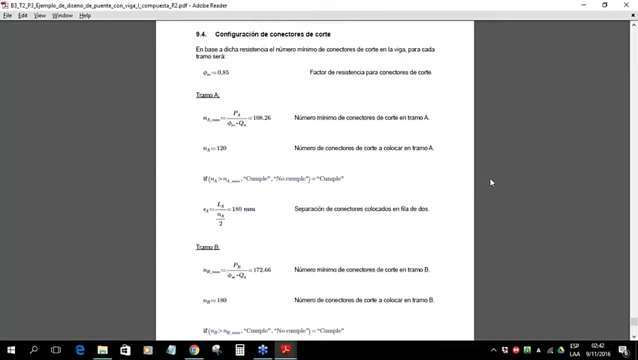 B3_T2_P3_Ejemplo_de_diseno_de_puente_con_viga_I_compuesta_R2.pdf - Adobe Reader
File Edit View Window Help
9.4. Configuración de conectores de corte
En base a dicha resistencia el número mínimo de conectores de corte en la viga, para cada
tramo será:
ϕsc := 0.85 Factor de resistencia para conectores de corte.
Tramo A:
nA_min := PA / (ϕsc · Qn) = 108.26 Número mínimo de conectores de corte en tramo A.
nA := 120 Número de conectores de corte a colocar en tramo A.
if (nA > nA_min, "Cumple", "No cumple") = "Cumple"
sA := LA / (nA / 2) = 180 mm Separación de conectores colocados en fila de dos.
Tramo B:
nB_min := PB / (ϕsc · Qn) = 172.66 Número mínimo de conectores de corte en tramo B.
nB := 180 Número de conectores de corte a colocar en tramo B.
if (nB > nB_min, "Cumple", "No cumple") = "Cumple"
ESP
LAA
02:42
9/11/2016